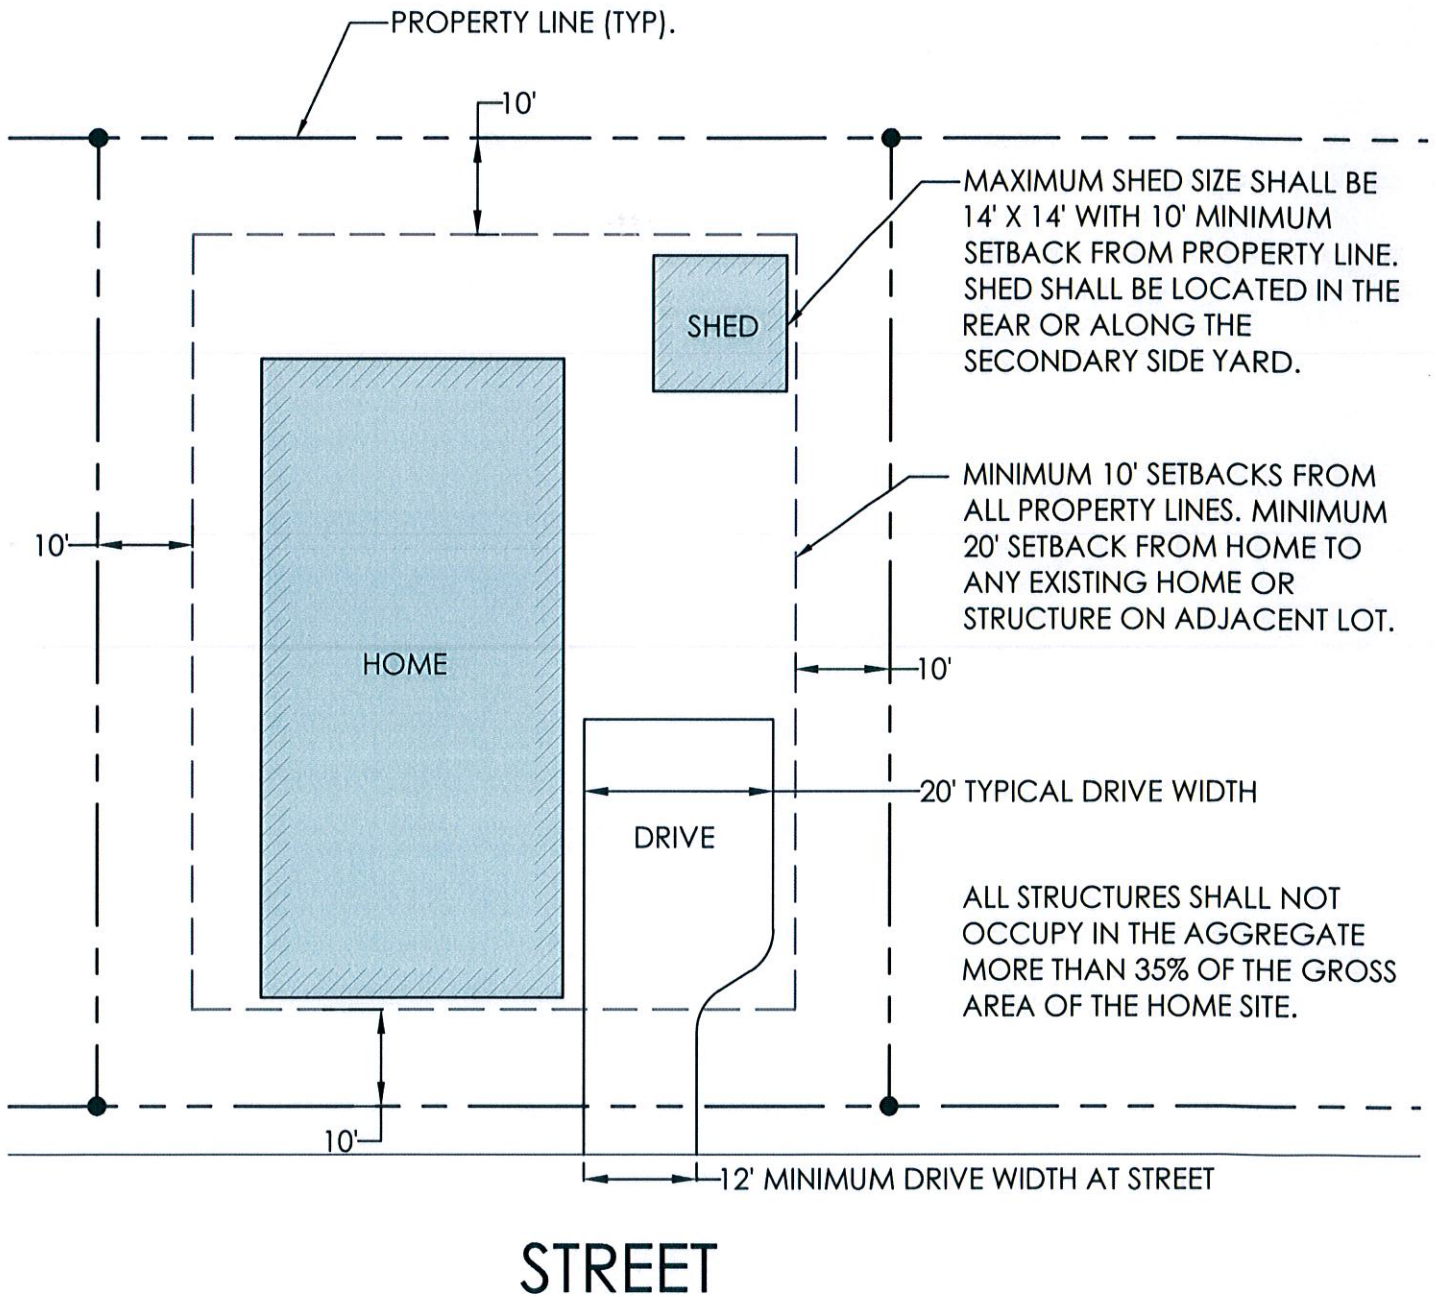 PROPERTY LINE (TYP).
10'
MAXIMUM SHED SIZE SHALL BE
14' X 14' WITH 10' MINIMUM
SETBACK FROM PROPERTY LINE.
SHED SHALL BE LOCATED IN THE
REAR OR ALONG THE
SECONDARY SIDE YARD.
SHED
MINIMUM 10' SETBACKS FROM
ALL PROPERTY LINES. MINIMUM
20' SETBACK FROM HOME TO
ANY EXISTING HOME OR
STRUCTURE ON ADJACENT LOT.
10'
HOME
10'
20' TYPICAL DRIVE WIDTH
DRIVE
ALL STRUCTURES SHALL NOT
OCCUPY IN THE AGGREGATE
MORE THAN 35% OF THE GROSS
AREA OF THE HOME SITE.
10'
12' MINIMUM DRIVE WIDTH AT STREET
STREET